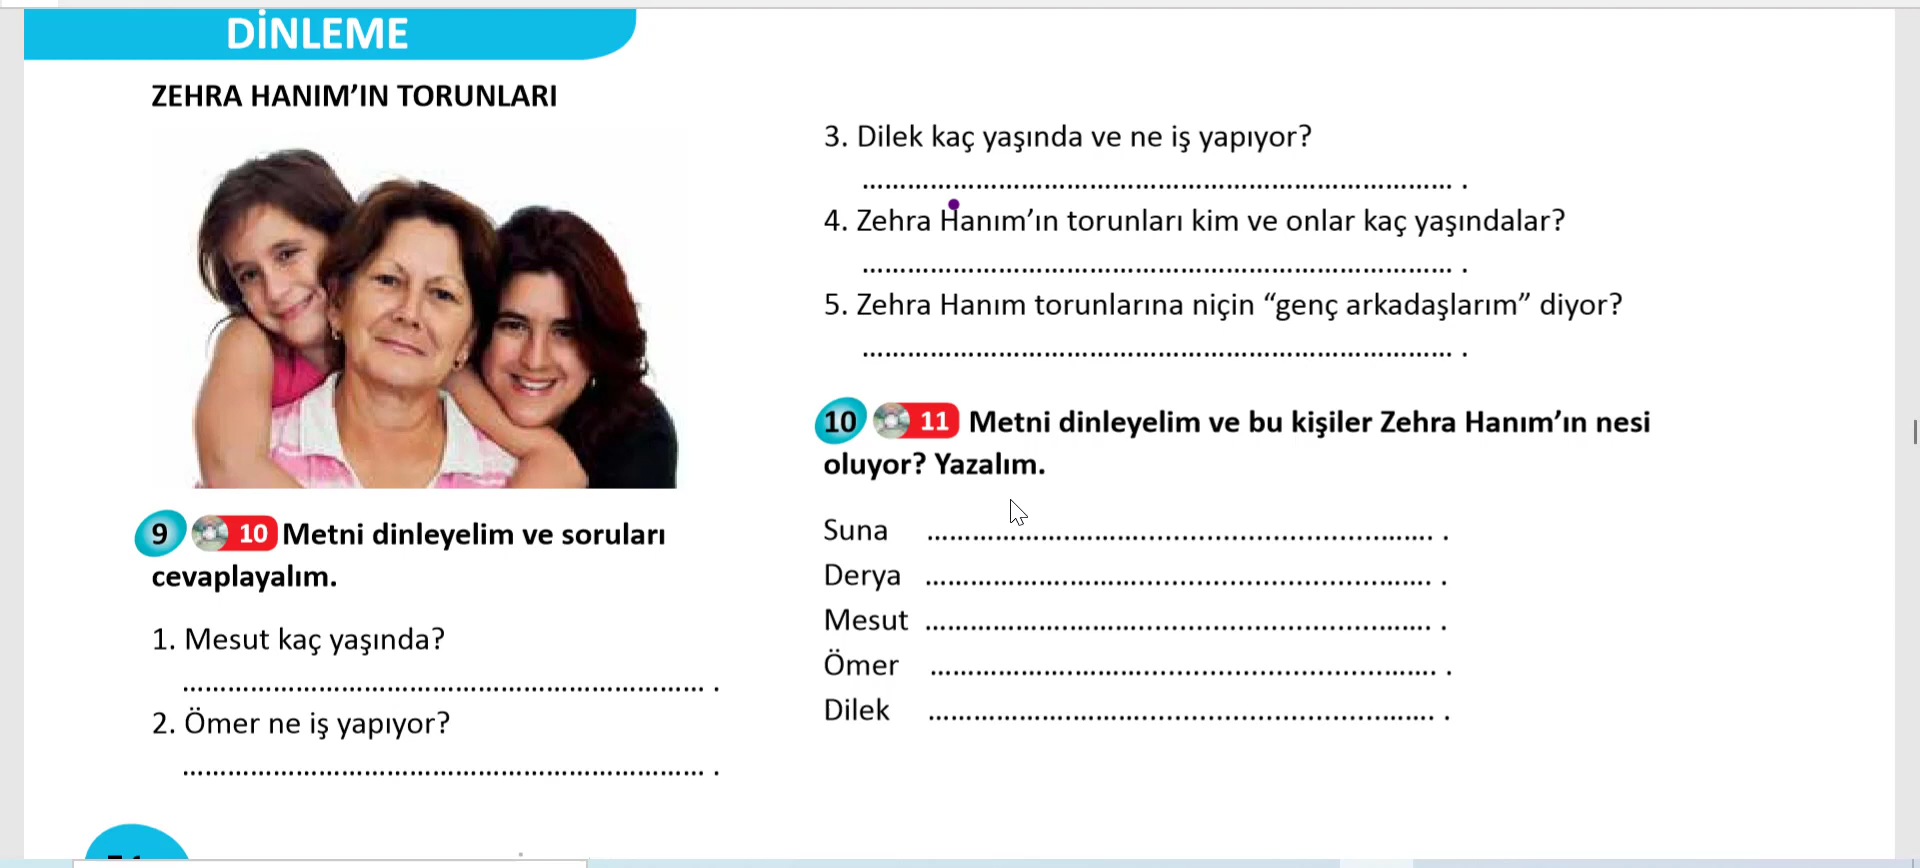 DİNLEME
ZEHRA HANIM’IN TORUNLARI
9 10 Metni dinleyelim ve soruları
cevaplayalım.
1. Mesut kaç yaşında?
.................................................................... .
2. Ömer ne iş yapıyor?
.................................................................... .
3. Dilek kaç yaşında ve ne iş yapıyor?
............................................................................. .
4. Zehra Hanım’ın torunları kim ve onlar kaç yaşındalar?
............................................................................. .
5. Zehra Hanım torunlarına niçin “genç arkadaşlarım” diyor?
............................................................................. .
10 11 Metni dinleyelim ve bu kişiler Zehra Hanım’ın nesi
oluyor? Yazalım.
Suna .................................................................. .
Derya .................................................................. .
Mesut .................................................................. .
Ömer .................................................................. .
Dilek .................................................................. .